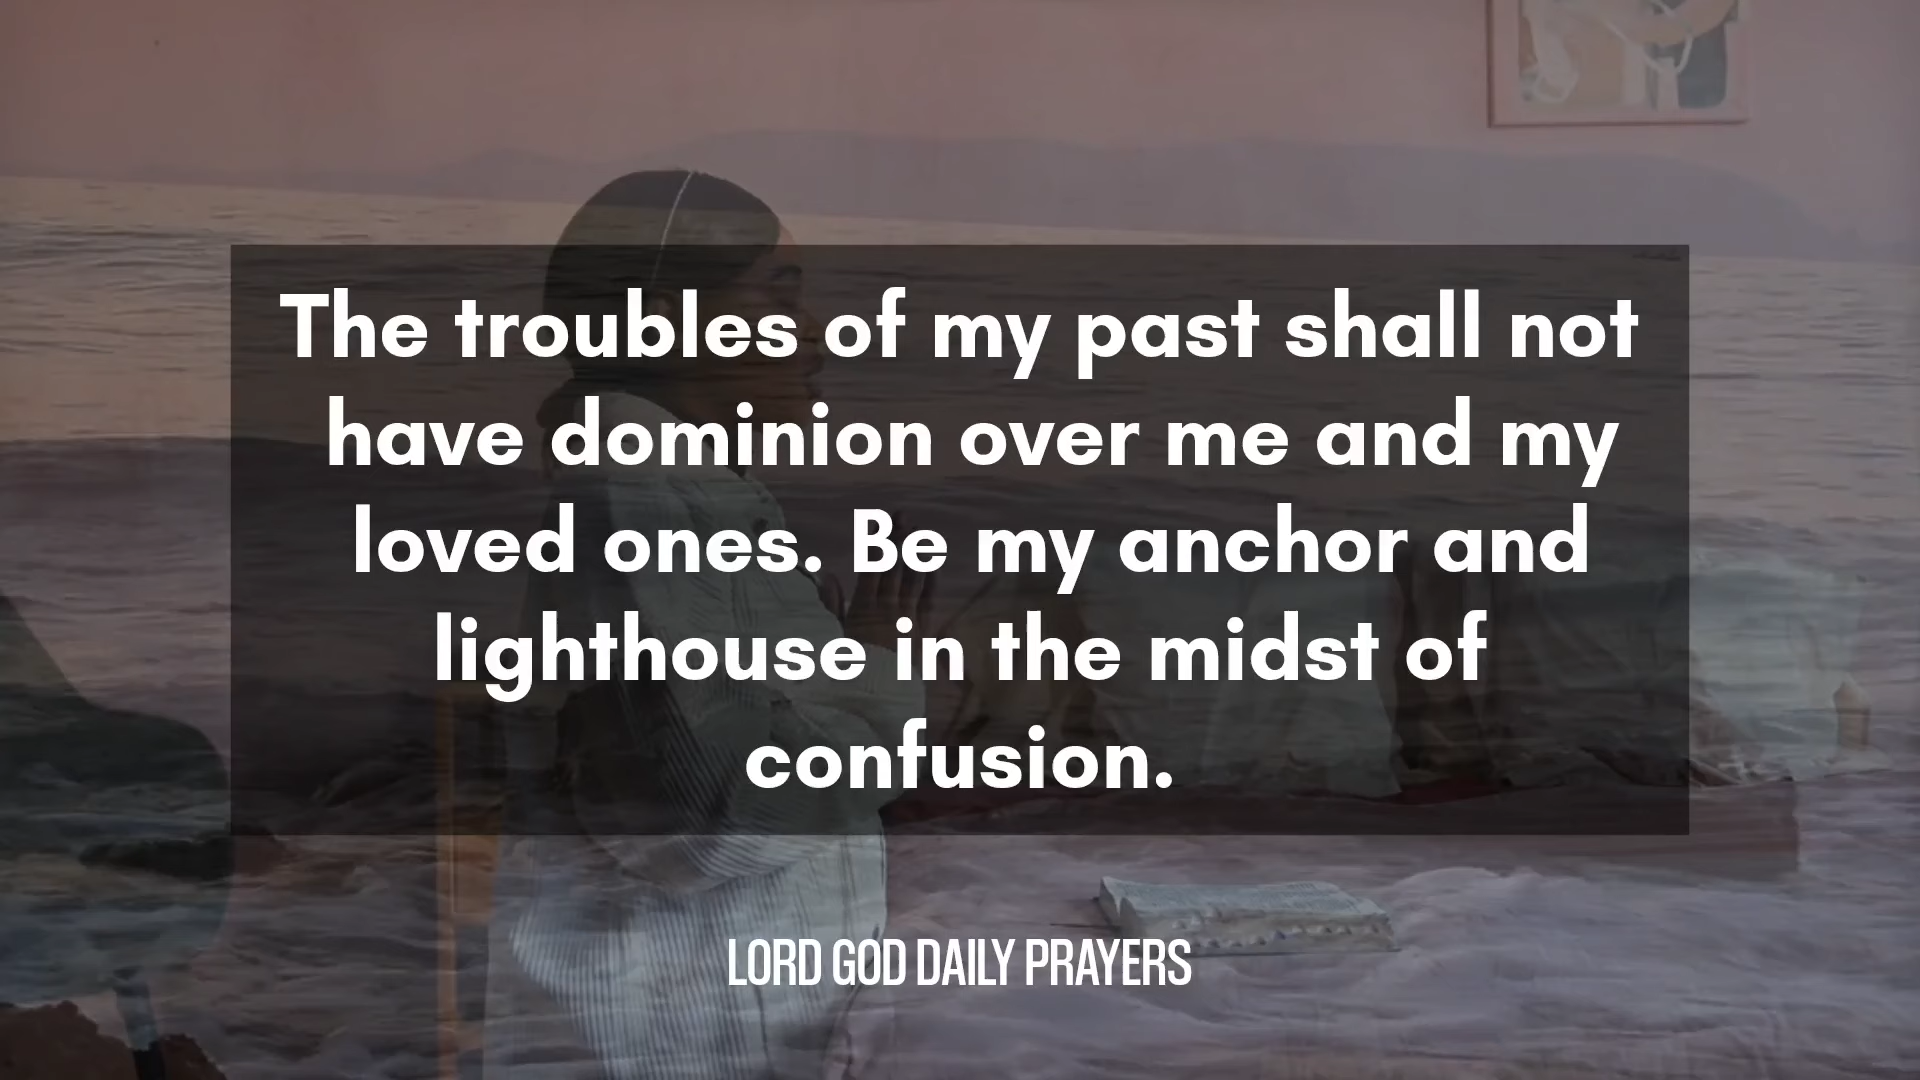 The troubles of my past shall not
have dominion over me and my
loved ones. Be my anchor and
lighthouse in the midst of
confusion.
LORD GOD DAILY PRAYERS